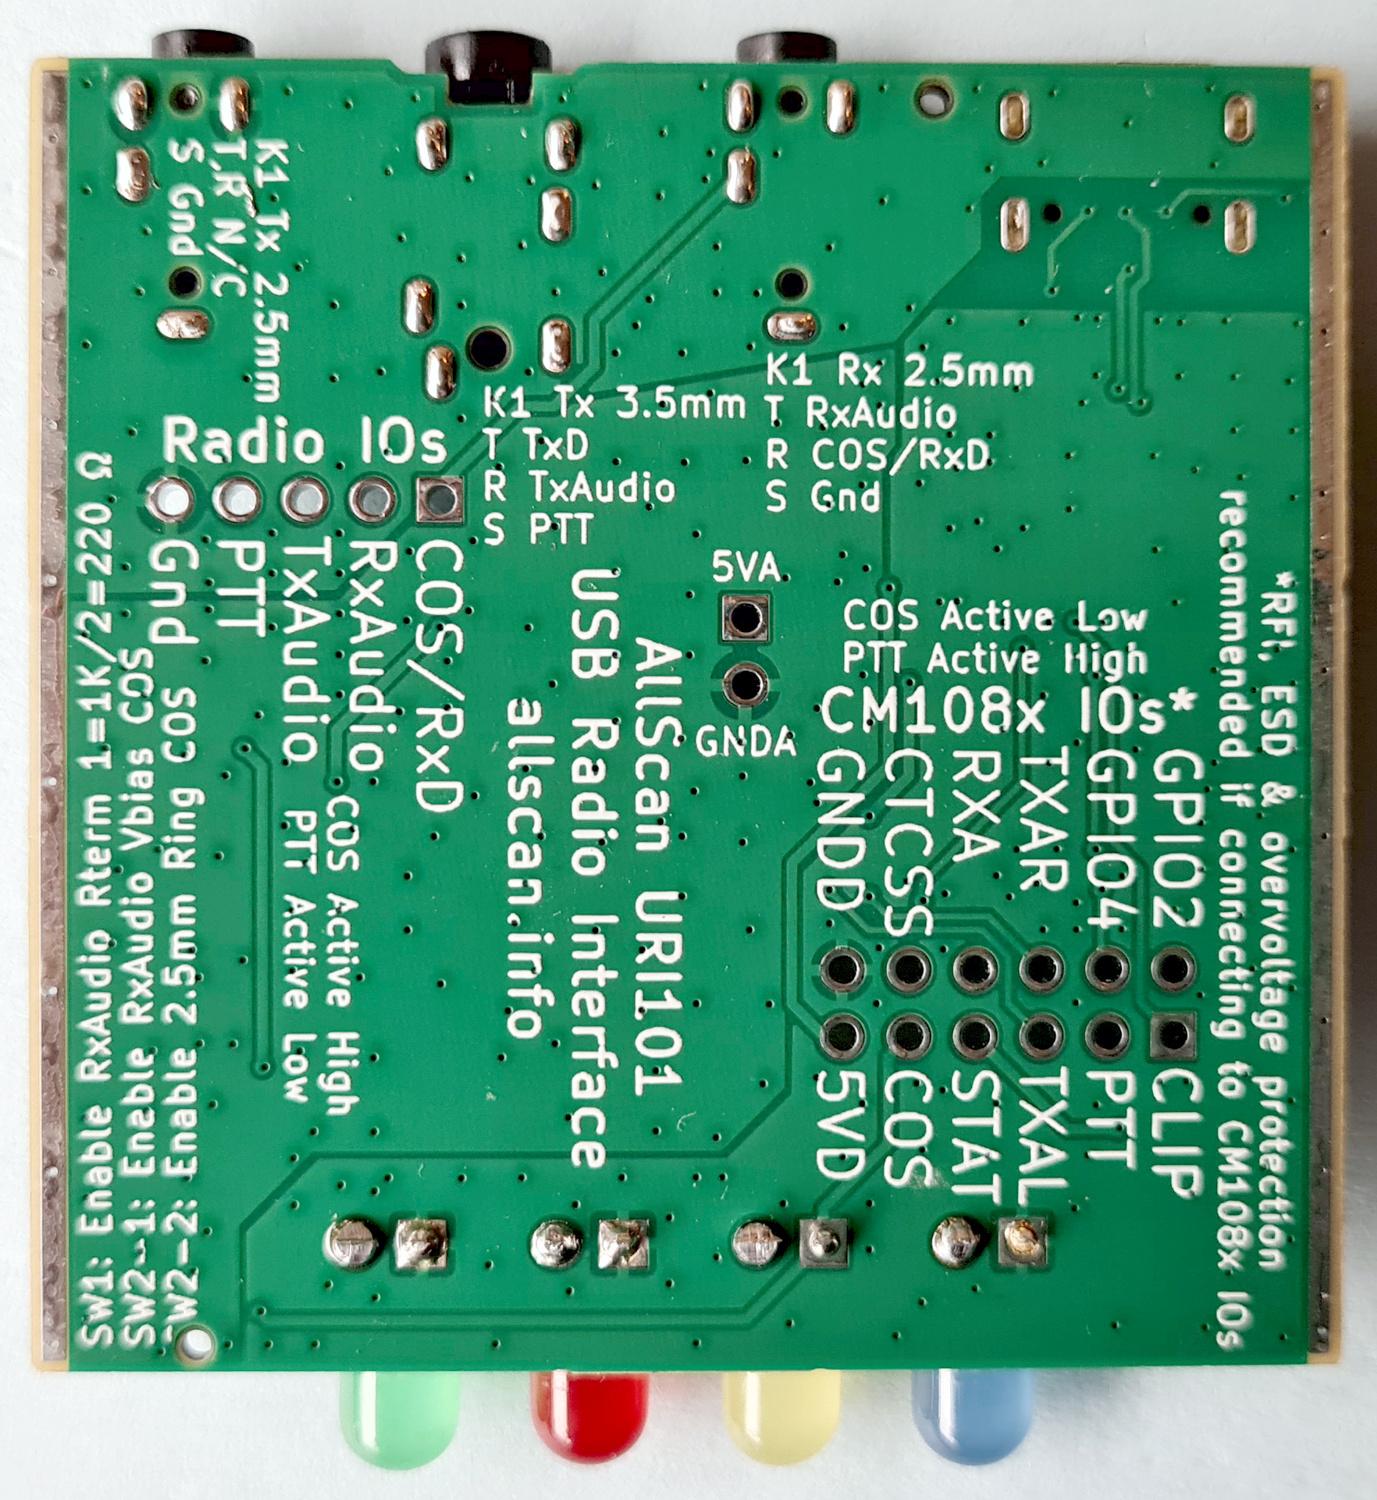 K1 Tx 2.5mm
T,R N/C
S Gnd
Radio IOs
Gnd
PTT
TxAudio
RxAudio
COS/RxD
K1 Tx 3.5mm
T TxD
R TxAudio
S PTT
K1 Rx 2.5mm
T RxAudio
R COS/RxD
S Gnd
5VA
GNDA
COS Active Low
PTT Active High
CM108x IOs*
GNDD
CTCSS
RXA
TXAR
GPIO4
GPIO2
5VD
COS
STAT
TXAL
PTT
CLIP
*RFI, ESD & overvoltage protection
recommended if connecting to CM108x IOs
AllScan URI101
USB Radio Interface
allscan.info
COS Active High
PTT Active Low
SW1: Enable RxAudio Rterm 1=1K/2=220 Ω
SW2-1: Enable RxAudio Vbias COS
SW2-2: Enable 2.5mm Ring COS